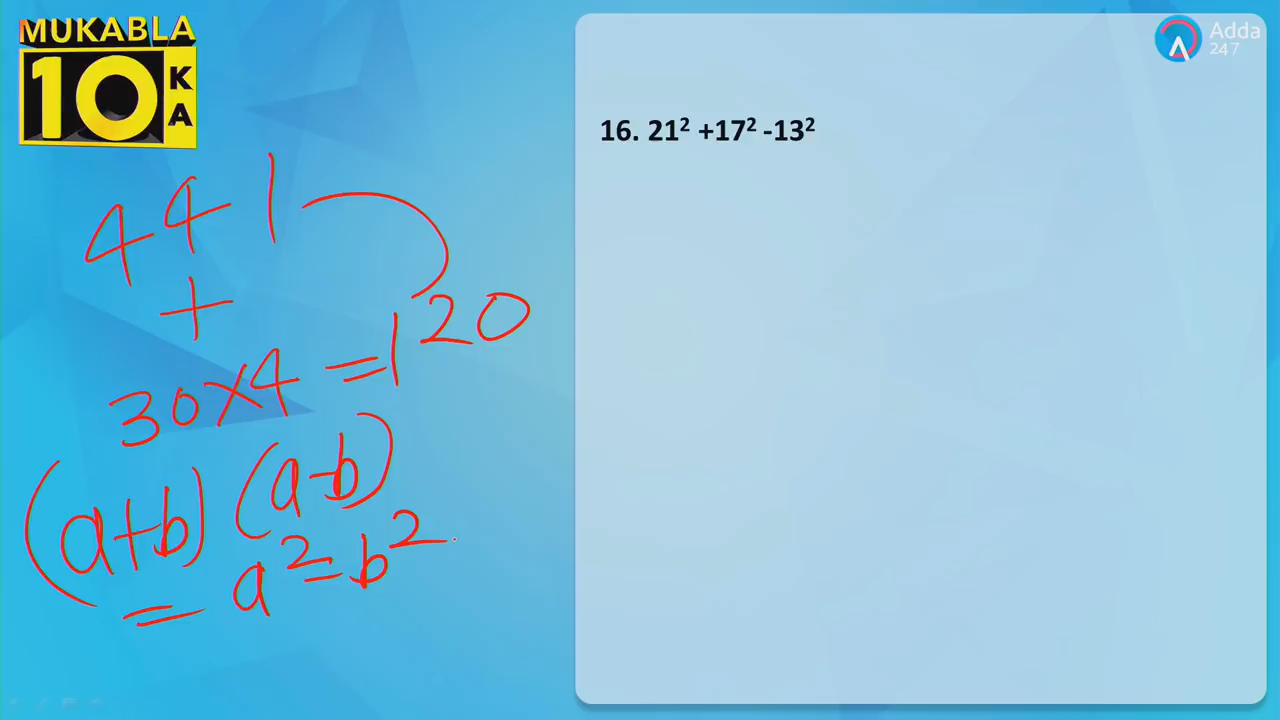 MUKABLA
10 KA
Adda
247
16. 21² +17² -13²
441
+
30×4 = 120
(a+b) (a-b)
= a² = b²